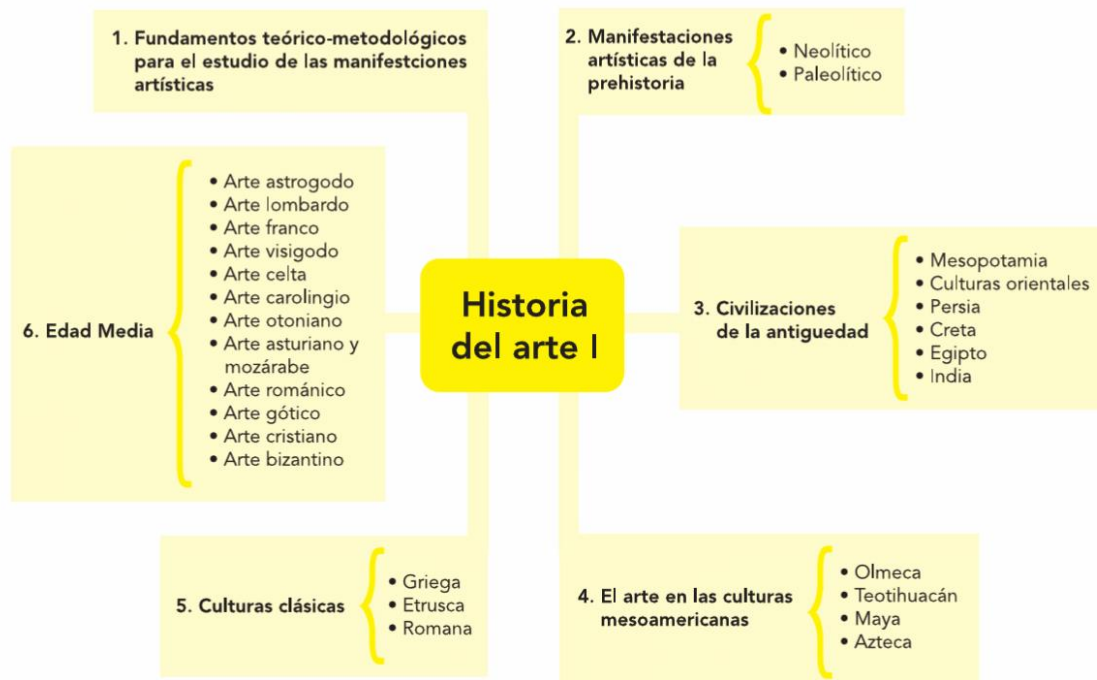 Historia
del arte I
1. Fundamentos teórico-metodológicos
para el estudio de las manifestciones
artísticas
2. Manifestaciones
artísticas de la
prehistoria
• Neolítico
• Paleolítico
3. Civilizaciones
de la antiguedad
• Mesopotamia
• Culturas orientales
• Persia
• Creta
• Egipto
• India
4. El arte en las culturas
mesoamericanas
• Olmeca
• Teotihuacán
• Maya
• Azteca
5. Culturas clásicas
• Griega
• Etrusca
• Romana
6. Edad Media
• Arte astrogodo
• Arte lombardo
• Arte franco
• Arte visigodo
• Arte celta
• Arte carolingio
• Arte otoniano
• Arte asturiano y
mozárabe
• Arte románico
• Arte gótico
• Arte cristiano
• Arte bizantino